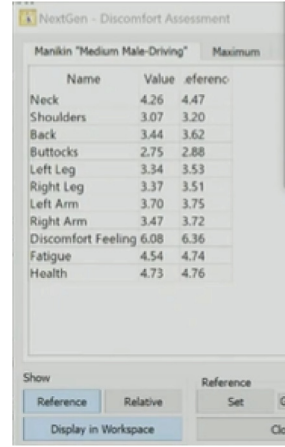 NextGen - Discomfort Assessment
Manikin "Medium Male-Driving" Maximum
Name Value eferenc
Neck 4.26 4.47
Shoulders 3.07 3.20
Back 3.44 3.62
Buttocks 2.75 2.88
Left Leg 3.34 3.53
Right Leg 3.37 3.51
Left Arm 3.70 3.75
Right Arm 3.47 3.72
Discomfort Feeling 6.08 6.36
Fatigue 4.54 4.74
Health 4.73 4.76
Show Reference
Reference Relative Set
Display in Workspace Clo